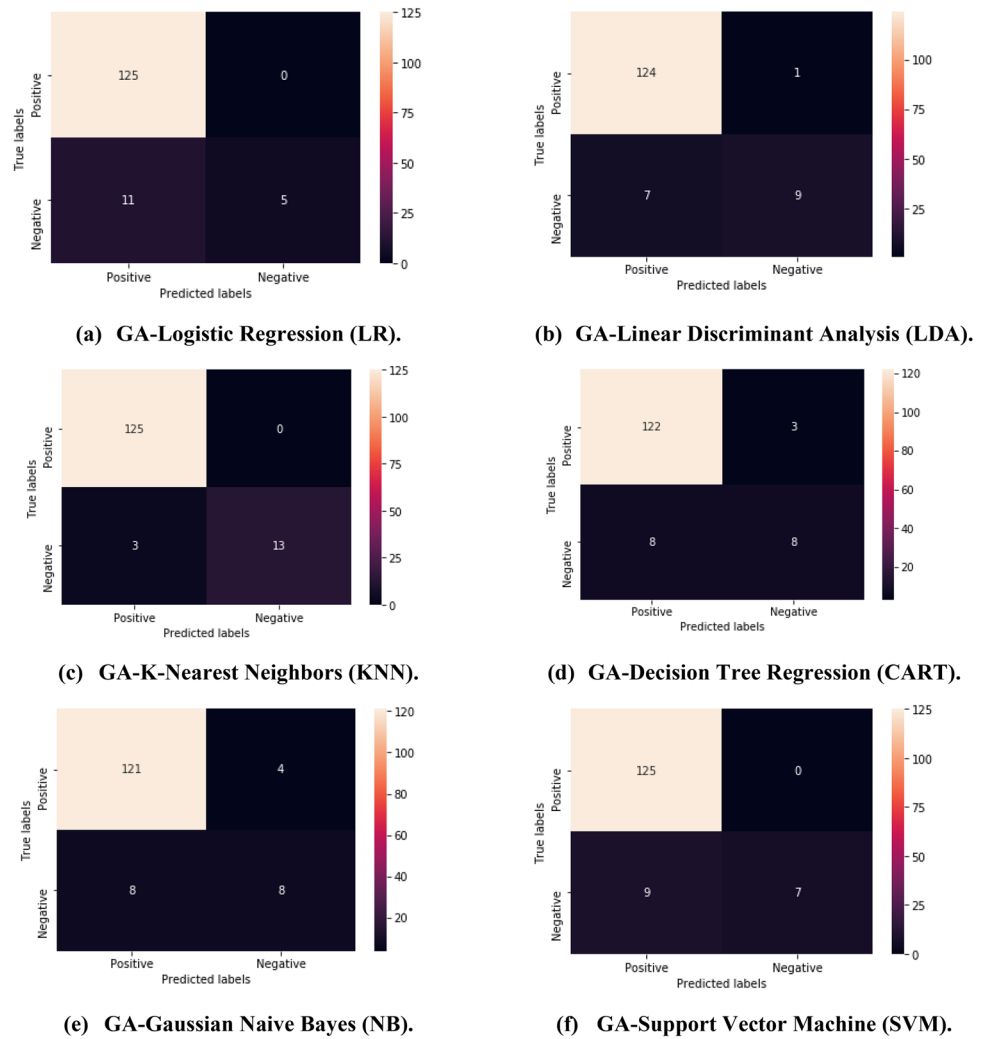 125
0
11
5
Positive
Negative
True labels
Positive
Negative
Predicted labels
125
100
75
50
25
0
(a) GA-Logistic Regression (LR).
124
1
7
9
Positive
Negative
True labels
Positive
Negative
Predicted labels
100
75
50
25
(b) GA-Linear Discriminant Analysis (LDA).
125
0
3
13
Positive
Negative
True labels
Positive
Negative
Predicted labels
125
100
75
50
25
0
(c) GA-K-Nearest Neighbors (KNN).
122
3
8
8
Positive
Negative
True labels
Positive
Negative
Predicted labels
120
100
80
60
40
20
(d) GA-Decision Tree Regression (CART).
121
4
8
8
Positive
Negative
True labels
Positive
Negative
Predicted labels
120
100
80
60
40
20
(e) GA-Gaussian Naive Bayes (NB).
125
0
9
7
Positive
Negative
True labels
Positive
Negative
Predicted labels
125
100
75
50
25
0
(f) GA-Support Vector Machine (SVM).